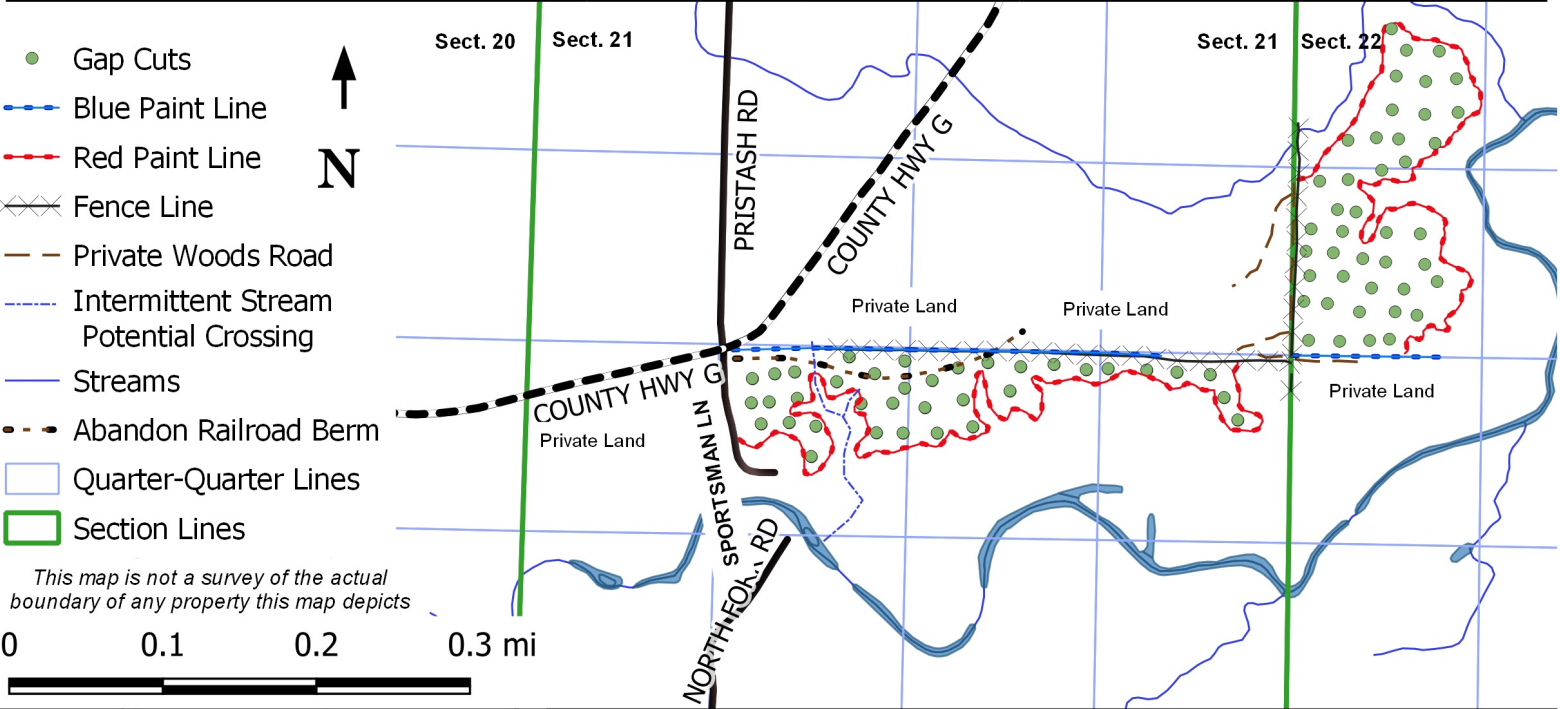 Sect. 20
Sect. 21
Sect. 21
Sect. 22
Gap Cuts
Blue Paint Line
N
Red Paint Line
Fence Line
Private Woods Road
Intermittent Stream
Potential Crossing
Streams
Abandon Railroad Berm
Quarter-Quarter Lines
Section Lines
This map is not a survey of the actual
boundary of any property this map depicts
0 0.1 0.2 0.3 mi
PRISTASH RD
COUNTY HWY G
Private Land
Private Land
COUNTY HWY G
Private Land
Private Land
SPORTSMAN LN
NORTH FORK RD